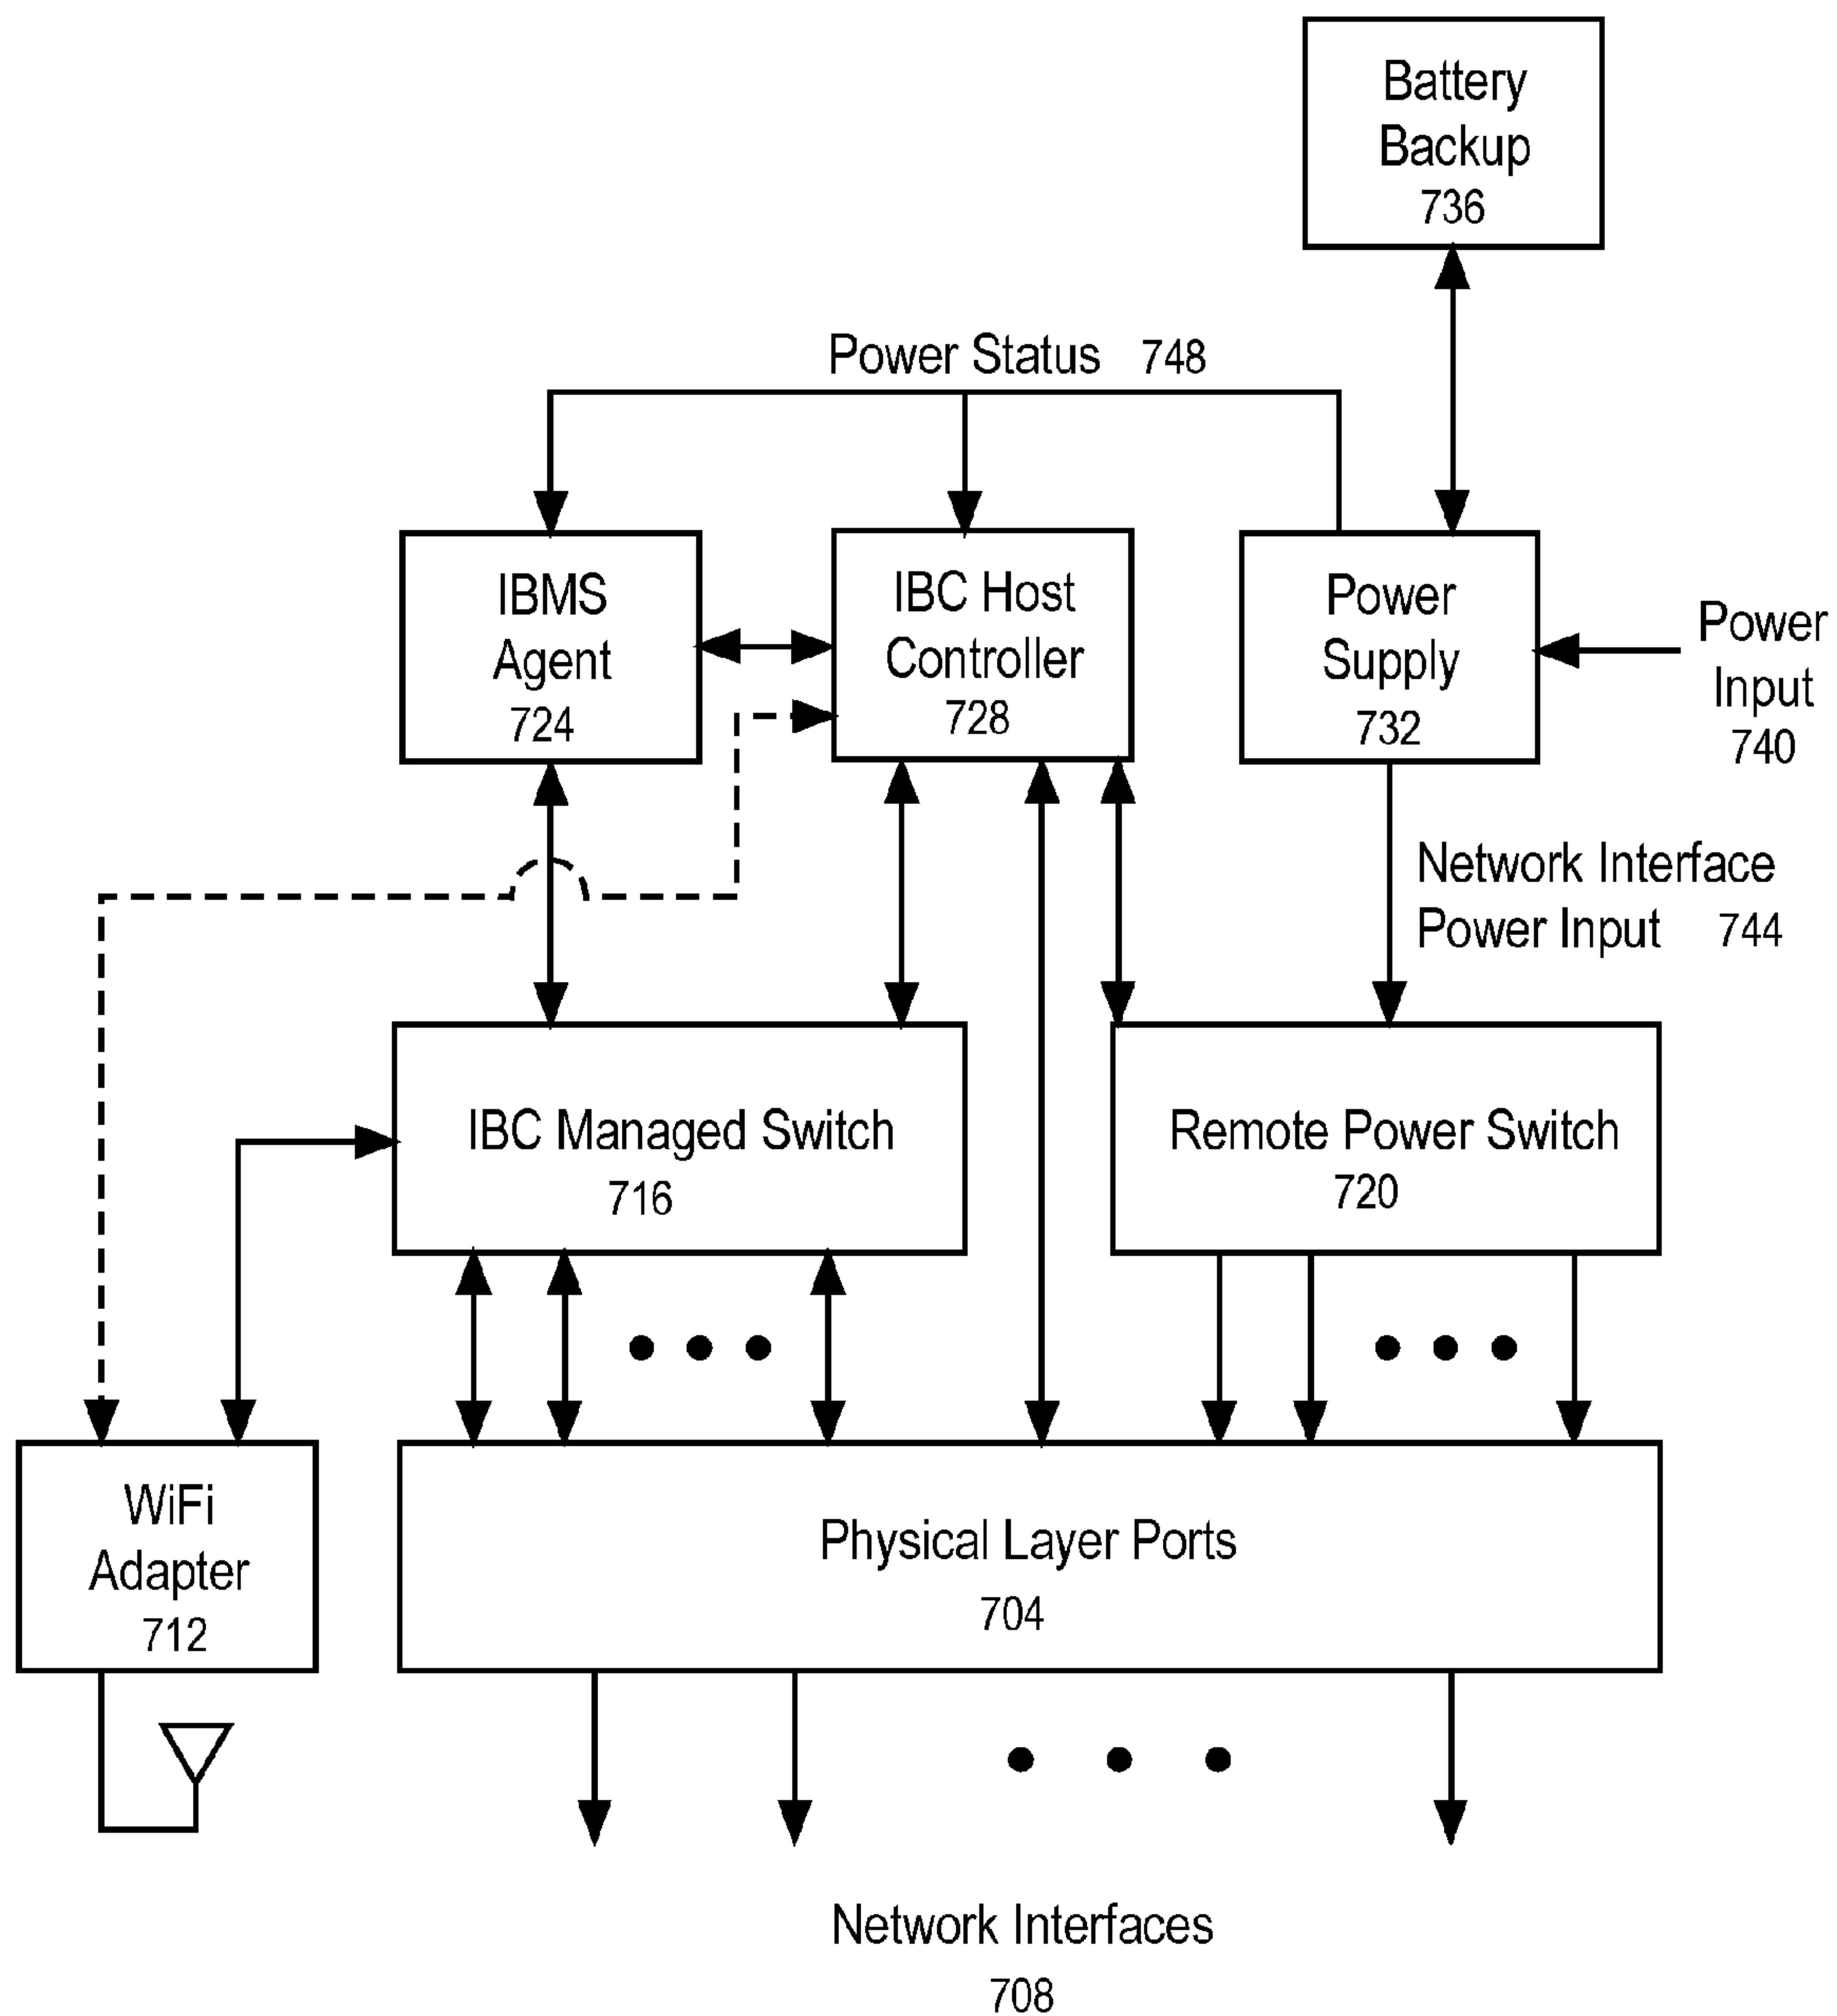 Battery
Backup
736
Power Status 748
IBMS
Agent
724
IBC Host
Controller
728
Power
Supply
732
Power
Input
740
Network Interface
Power Input 744
IBC Managed Switch
716
Remote Power Switch
720
WiFi
Adapter
712
Physical Layer Ports
704
Network Interfaces
708